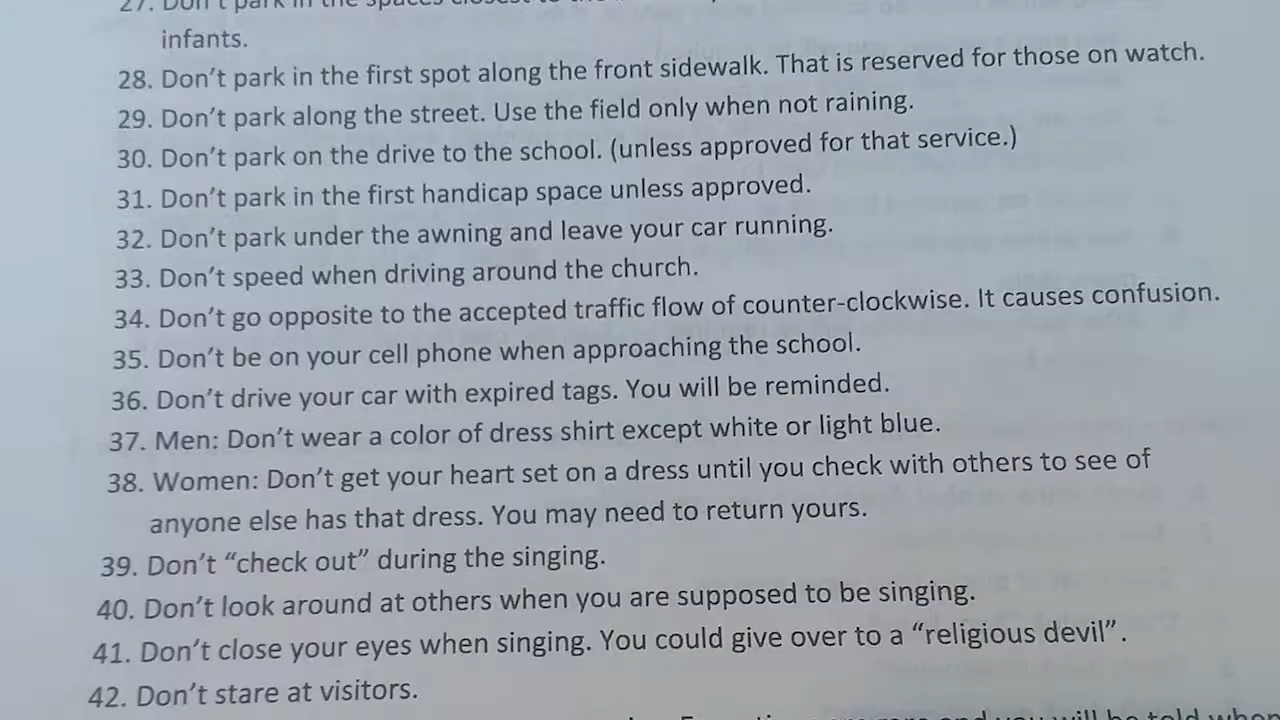 27. Don't park in the spaces closest to the
infants.
28. Don't park in the first spot along the front sidewalk. That is reserved for those on watch.
29. Don't park along the street. Use the field only when not raining.
30. Don't park on the drive to the school. (unless approved for that service.)
31. Don't park in the first handicap space unless approved.
32. Don't park under the awning and leave your car running.
33. Don't speed when driving around the church.
34. Don't go opposite to the accepted traffic flow of counter-clockwise. It causes confusion.
35. Don't be on your cell phone when approaching the school.
36. Don't drive your car with expired tags. You will be reminded.
37. Men: Don't wear a color of dress shirt except white or light blue.
38. Women: Don't get your heart set on a dress until you check with others to see of
anyone else has that dress. You may need to return yours.
39. Don't “check out” during the singing.
40. Don't look around at others when you are supposed to be singing.
41. Don't close your eyes when singing. You could give over to a “religious devil”.
42. Don't stare at visitors.
and you will be told when